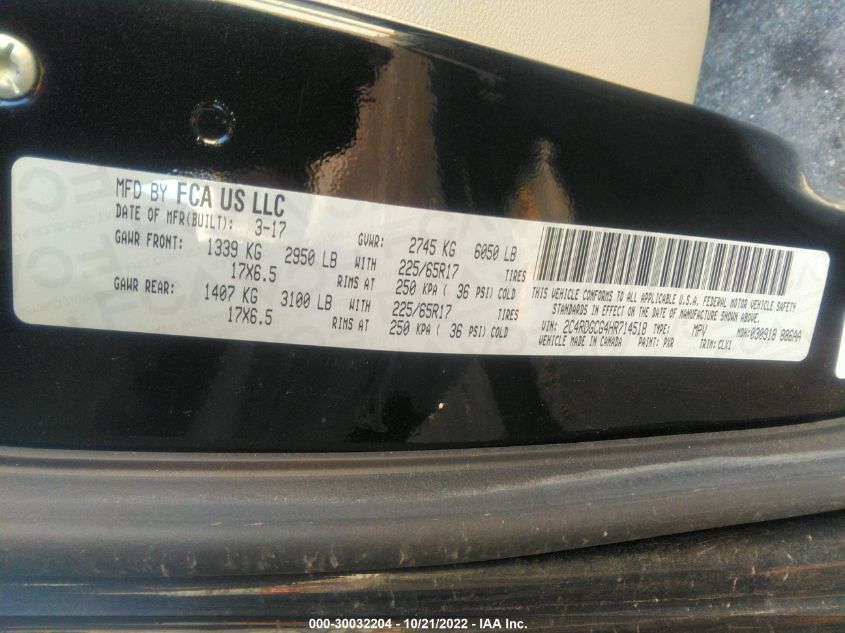 MFD BY FCA US LLC
DATE OF MFR(BUILT): 3-17
GVWR: 2745 KG 6050 LB
GAWR FRONT: 1339 KG 2950 LB WITH 225/65R17 TIRES
17X6.5 RIMS AT 250 KPA ( 36 PSI) COLD
GAWR REAR: 1407 KG 3100 LB WITH 225/65R17 TIRES
17X6.5 RIMS AT 250 KPA ( 36 PSI) COLD
THIS VEHICLE CONFORMS TO ALL APPLICABLE U.S.A. FEDERAL MOTOR VEHICLE SAFETY
STANDARDS IN EFFECT ON THE DATE OF MANUFACTURE SHOWN ABOVE.
VIN: 2C4RDGCG4HR714518 TYPE: MPV MDH: 030918 086AA
VEHICLE MADE IN CANADA PAINT: PXR TRIM: CLX1
000-30032204 - 10/21/2022 - IAA Inc.